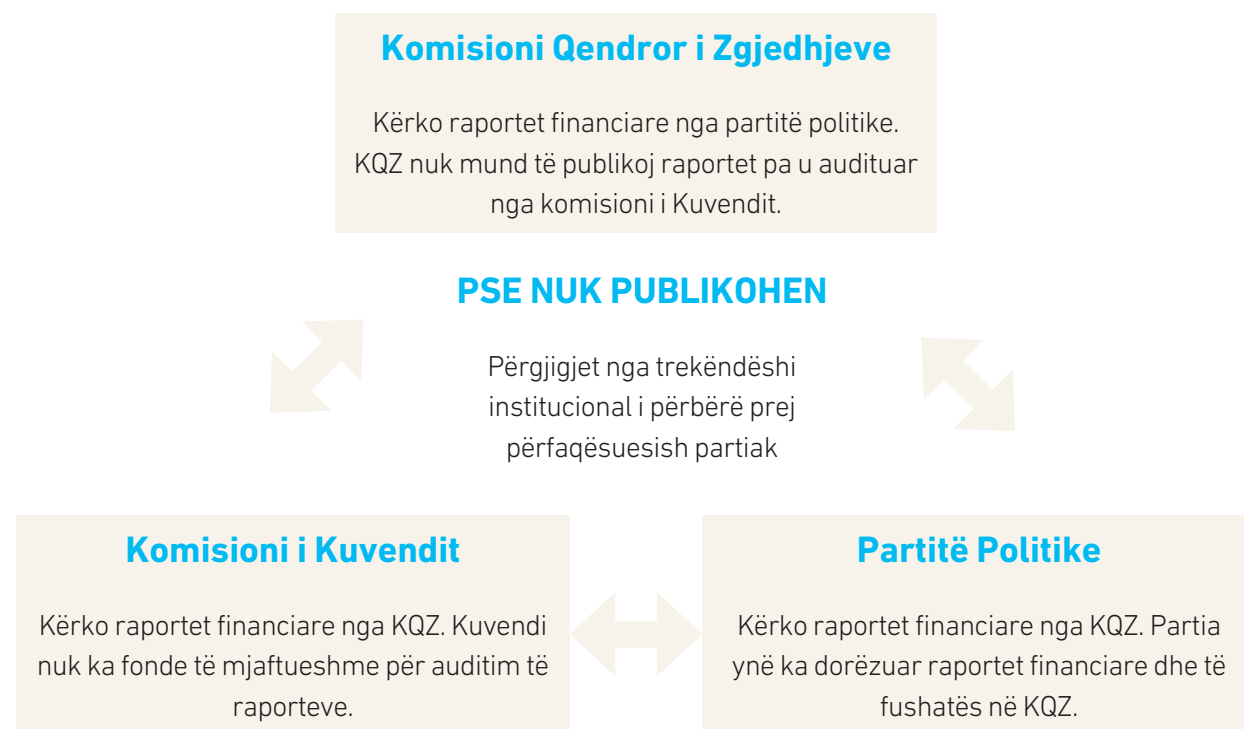 Komisioni Qendror i Zgjedhjeve
Kërko raportet financiare nga partitë politike.
KQZ nuk mund të publikoj raportet pa u audituar
nga komisioni i Kuvendit.
PSE NUK PUBLIKOHEN
Përgjigjet nga trekëndëshi
institucional i përbërë prej
përfaqësuesish partiak
Komisioni i Kuvendit
Kërko raportet financiare nga KQZ. Kuvendi
nuk ka fonde të mjaftueshme për auditim të
raporteve.
Partitë Politike
Kërko raportet financiare nga KQZ. Partia
ynë ka dorëzuar raportet financiare dhe të
fushatës në KQZ.